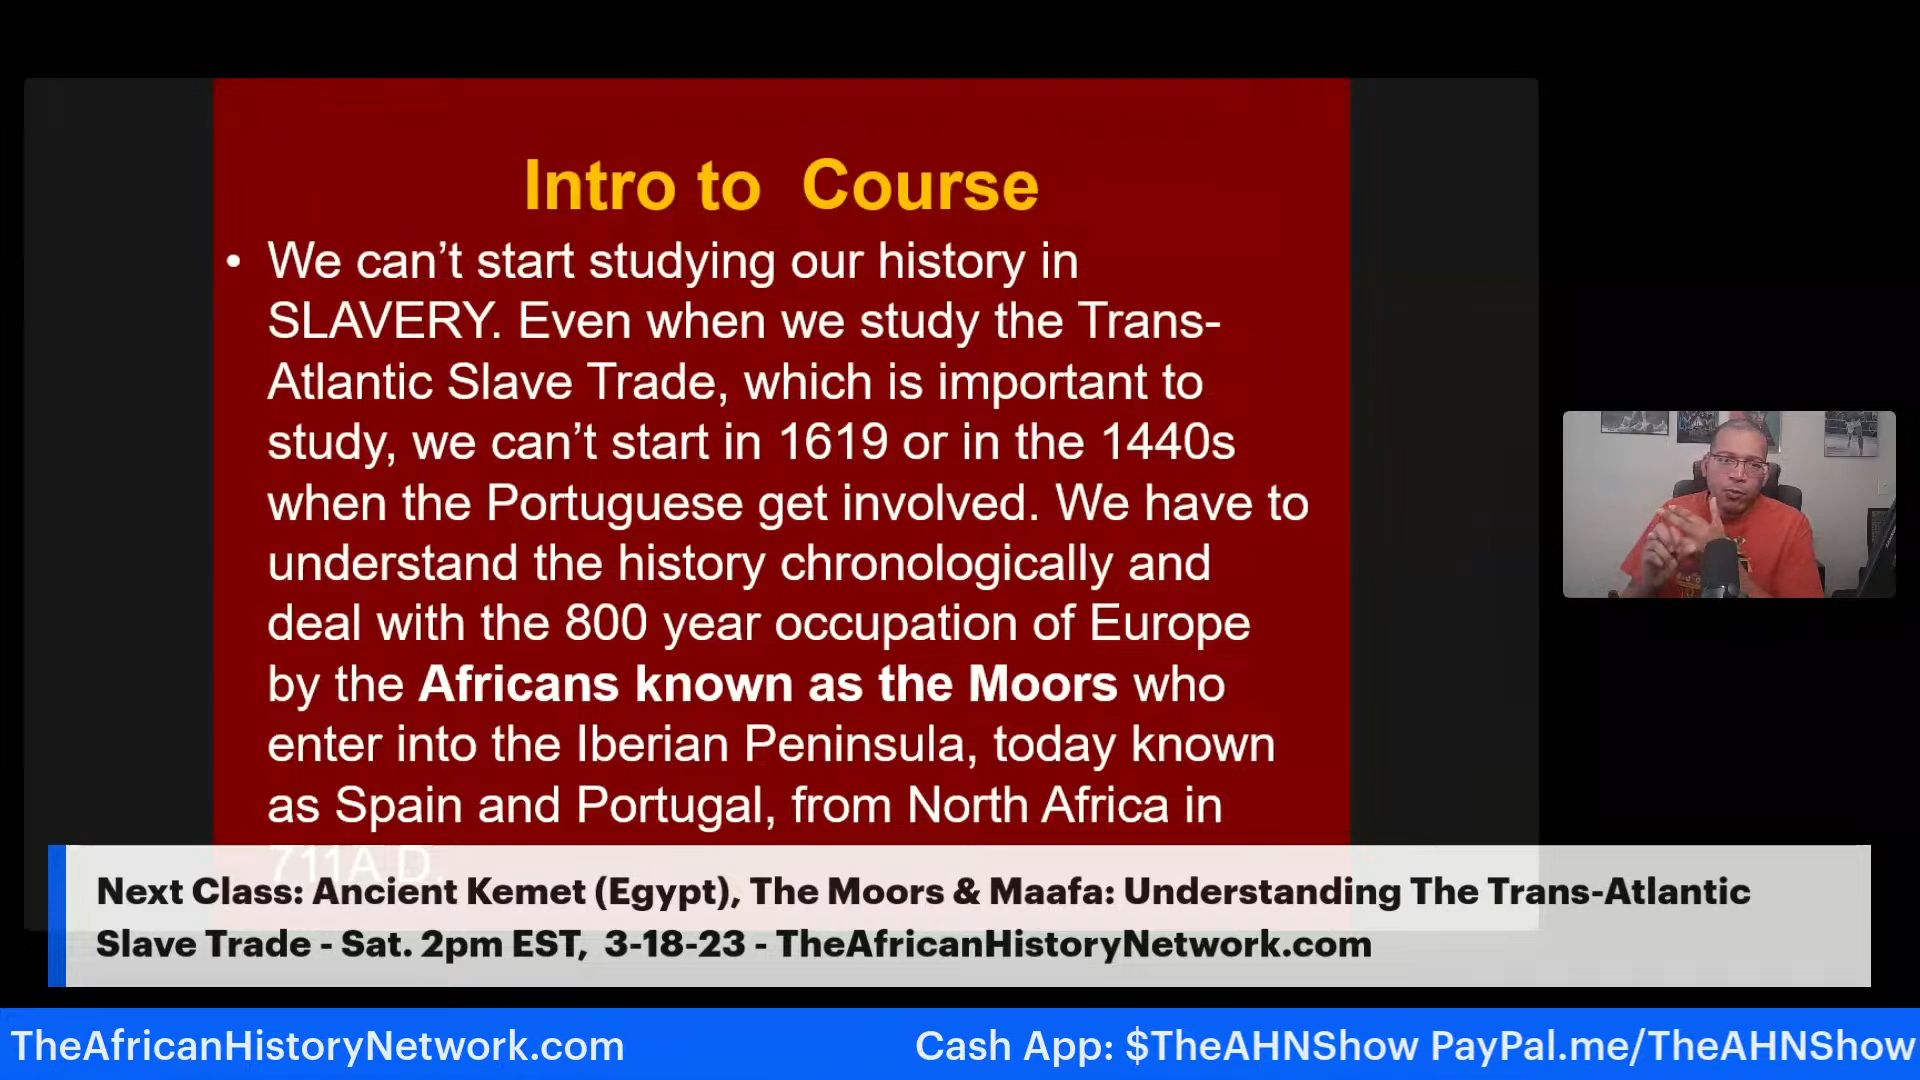 Intro to Course
• We can’t start studying our history in
SLAVERY. Even when we study the Trans-
Atlantic Slave Trade, which is important to
study, we can’t start in 1619 or in the 1440s
when the Portuguese get involved. We have to
understand the history chronologically and
deal with the 800 year occupation of Europe
by the Africans known as the Moors who
enter into the Iberian Peninsula, today known
as Spain and Portugal, from North Africa in
711A.D.
Next Class: Ancient Kemet (Egypt), The Moors & Maafa: Understanding The Trans-Atlantic
Slave Trade - Sat. 2pm EST, 3-18-23 - TheAfricanHistoryNetwork.com
TheAfricanHistoryNetwork.com
Cash App: $TheAHNShow PayPal.me/TheAHNShow